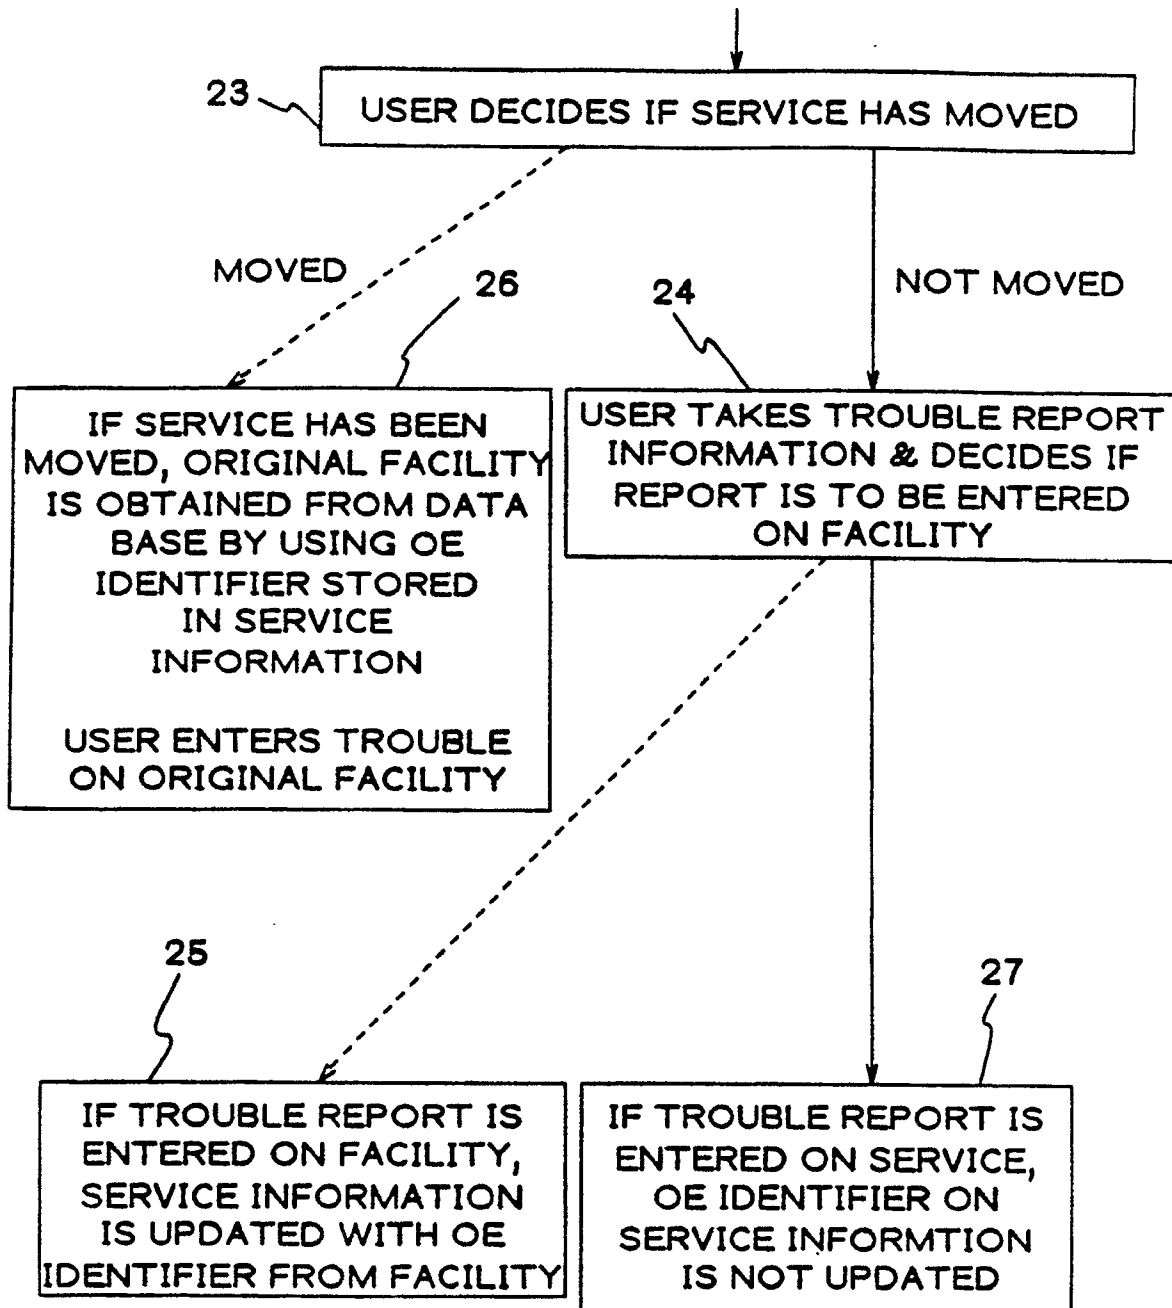 23
USER DECIDES IF SERVICE HAS MOVED
MOVED
NOT MOVED
26
IF SERVICE HAS BEEN
MOVED, ORIGINAL FACILITY
IS OBTAINED FROM DATA
BASE BY USING OE
IDENTIFIER STORED
IN SERVICE
INFORMATION
USER ENTERS TROUBLE
ON ORIGINAL FACILITY
24
USER TAKES TROUBLE REPORT
INFORMATION & DECIDES IF
REPORT IS TO BE ENTERED
ON FACILITY
25
IF TROUBLE REPORT IS
ENTERED ON FACILITY,
SERVICE INFORMATION
IS UPDATED WITH OE
IDENTIFIER FROM FACILITY
27
IF TROUBLE REPORT IS
ENTERED ON SERVICE,
OE IDENTIFIER ON
SERVICE INFORMTION
IS NOT UPDATED